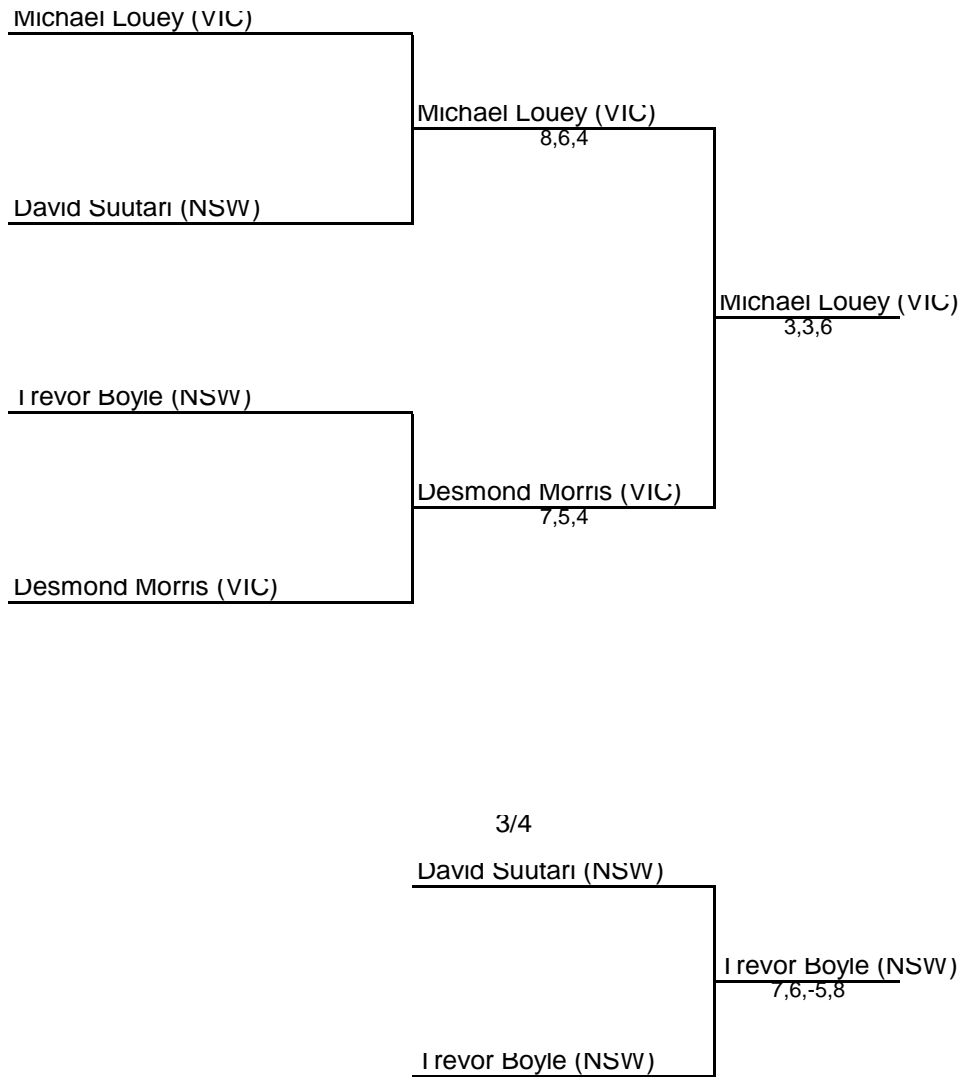 Michael Louey (VIC)
Michael Louey (VIC)
8,6,4
David Suutari (NSW)
Michael Louey (VIC)
3,3,6
Trevor Boyle (NSW)
Desmond Morris (VIC)
7,5,4
Desmond Morris (VIC)
3/4
David Suutari (NSW)
Trevor Boyle (NSW)
7,6,-5,8
Trevor Boyle (NSW)